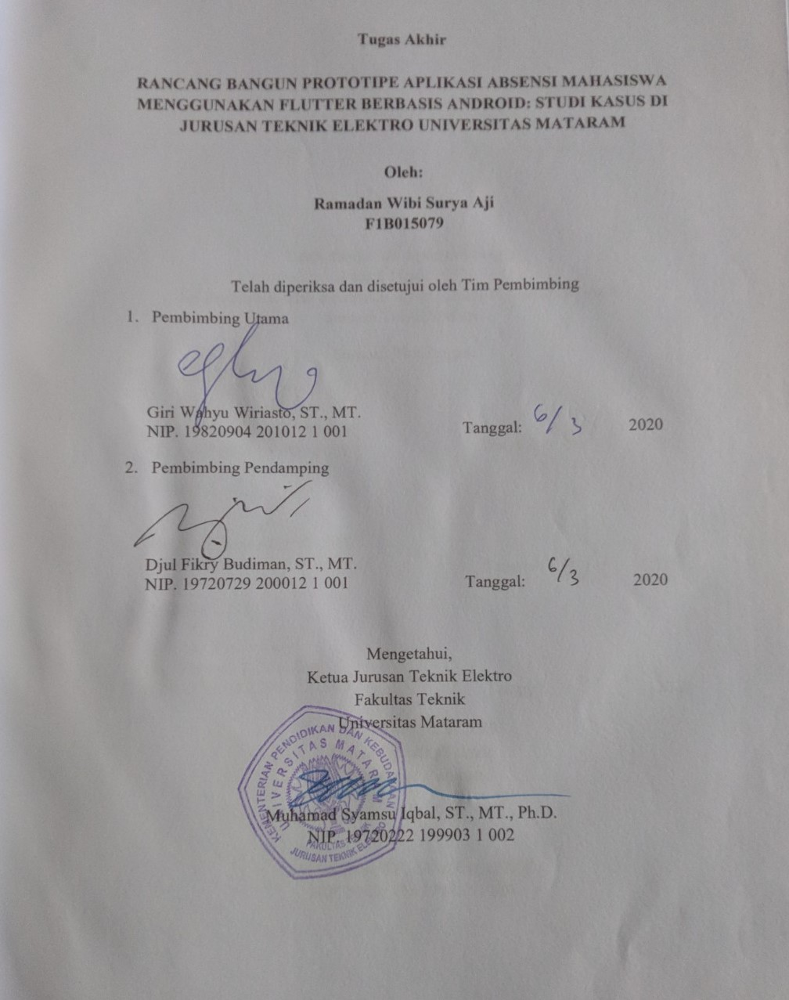 Tugas Akhir
RANCANG BANGUN PROTOTIPE APLIKASI ABSENSI MAHASISWA
MENGGUNAKAN FLUTTER BERBASIS ANDROID: STUDI KASUS DI
JURUSAN TEKNIK ELEKTRO UNIVERSITAS MATARAM
Oleh:
Ramadan Wibi Surya Aji
F1B015079
Telah diperiksa dan disetujui oleh Tim Pembimbing
1. Pembimbing Utama
Giri Wahyu Wiriasto, ST., MT.
NIP. 19820904 201012 1 001
Tanggal: 6/3 2020
2. Pembimbing Pendamping
Djul Fikry Budiman, ST., MT.
NIP. 19720729 200012 1 001
Tanggal: 6/3 2020
Mengetahui,
Ketua Jurusan Teknik Elektro
Fakultas Teknik
Universitas Mataram
KEMENTERIAN PENDIDIKAN DAN KEBUDAYAAN
UNIVERSITAS MATARAM
FAKULTAS TEKNIK
JURUSAN TEKNIK ELEKTRO
Muhamad Syamsu Iqbal, ST., MT., Ph.D.
NIP. 19720222 199903 1 002